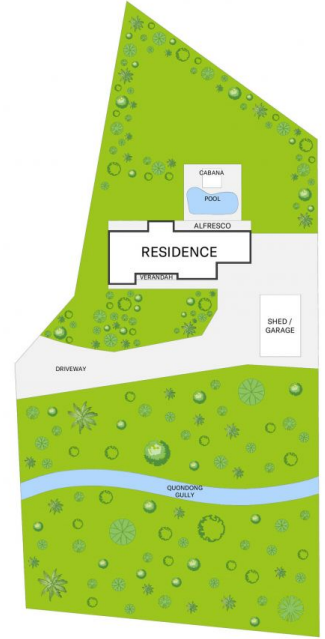 CABANA
POOL
ALFRESCO
RESIDENCE
VERANDAH
SHED /
GARAGE
DRIVEWAY
QUONDONG
GULLY